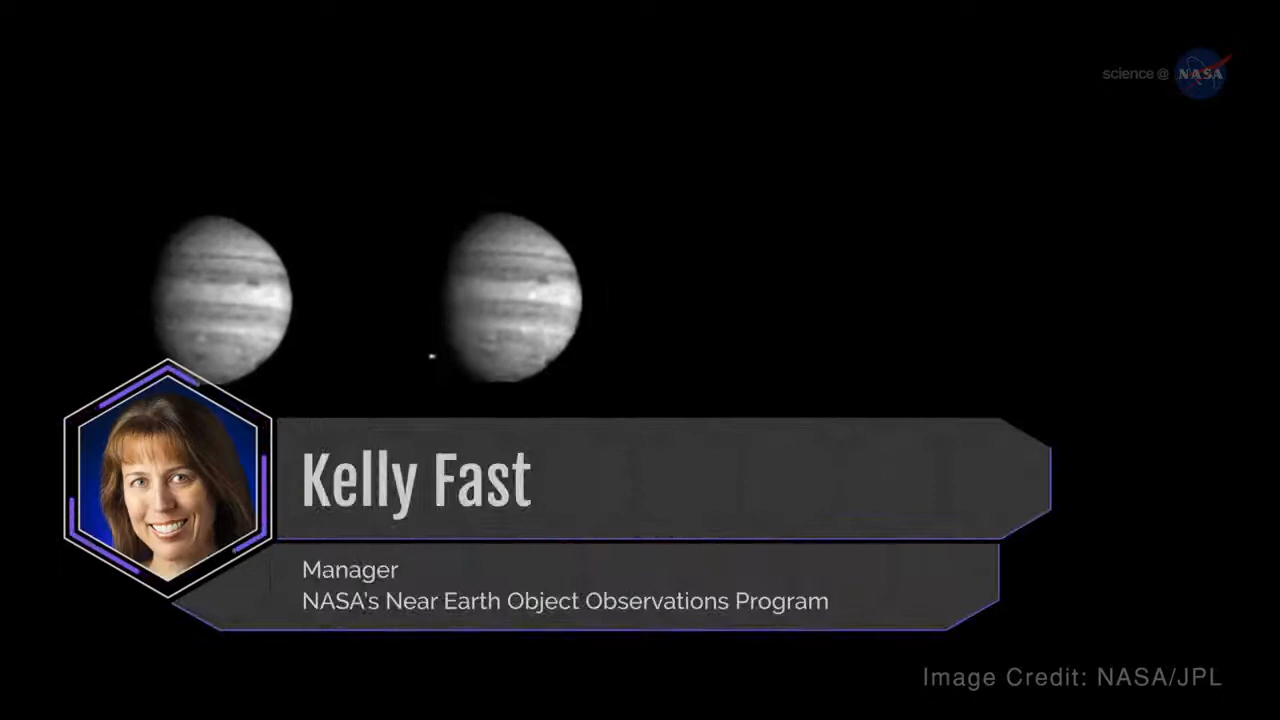 science @ NASA
Kelly Fast
Manager
NASA's Near Earth Object Observations Program
Image Credit: NASA/JPL